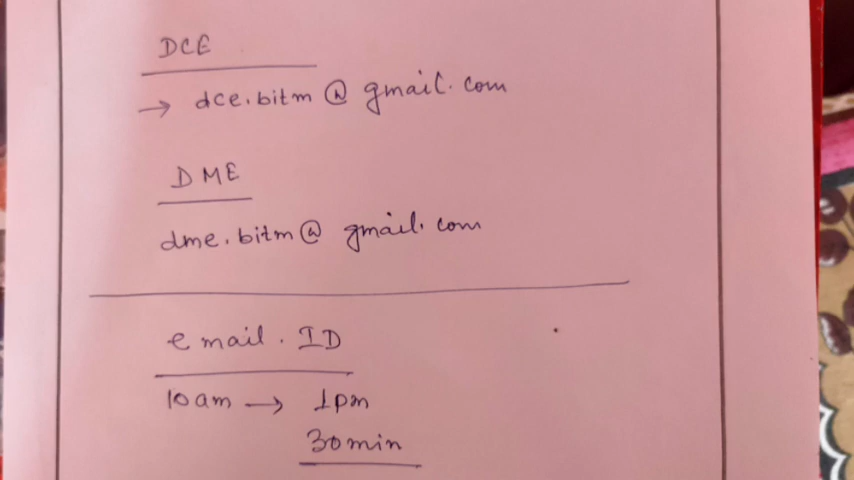 DCE
→ dce.bitm@gmail.com
DME
dme.bitm@gmail.com
email.ID
10am → 1pm
30min